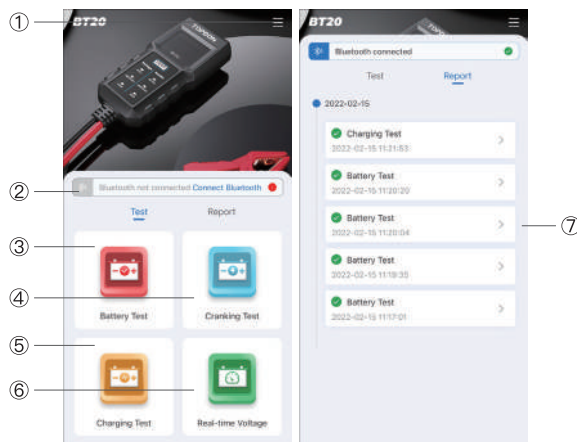 ①
BT20
②
Bluetooth not connected Connect Bluetooth
Test Report
③
④
Battery Test Cranking Test
⑤
⑥
Charging Test Real-time Voltage
BT20
TOPDON
Bluetooth connected
Test Report
2022-02-15
Charging Test
2022-02-15 11:21:53
Battery Test
2022-02-15 11:20:20
Battery Test
2022-02-15 11:20:04
⑦
Battery Test
2022-02-15 11:19:35
Battery Test
2022-02-15 11:17:01